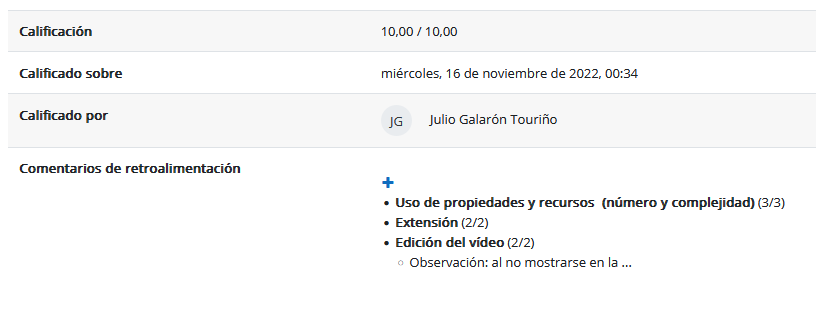 Calificación 10,00 / 10,00
Calificado sobre miércoles, 16 de noviembre de 2022, 00:34
Calificado por JG Julio Galarón Touriño
Comentarios de retroalimentación
Uso de propiedades y recursos (número y complejidad) (3/3)
Extensión (2/2)
Edición del vídeo (2/2)
Observación: al no mostrarse en la ...